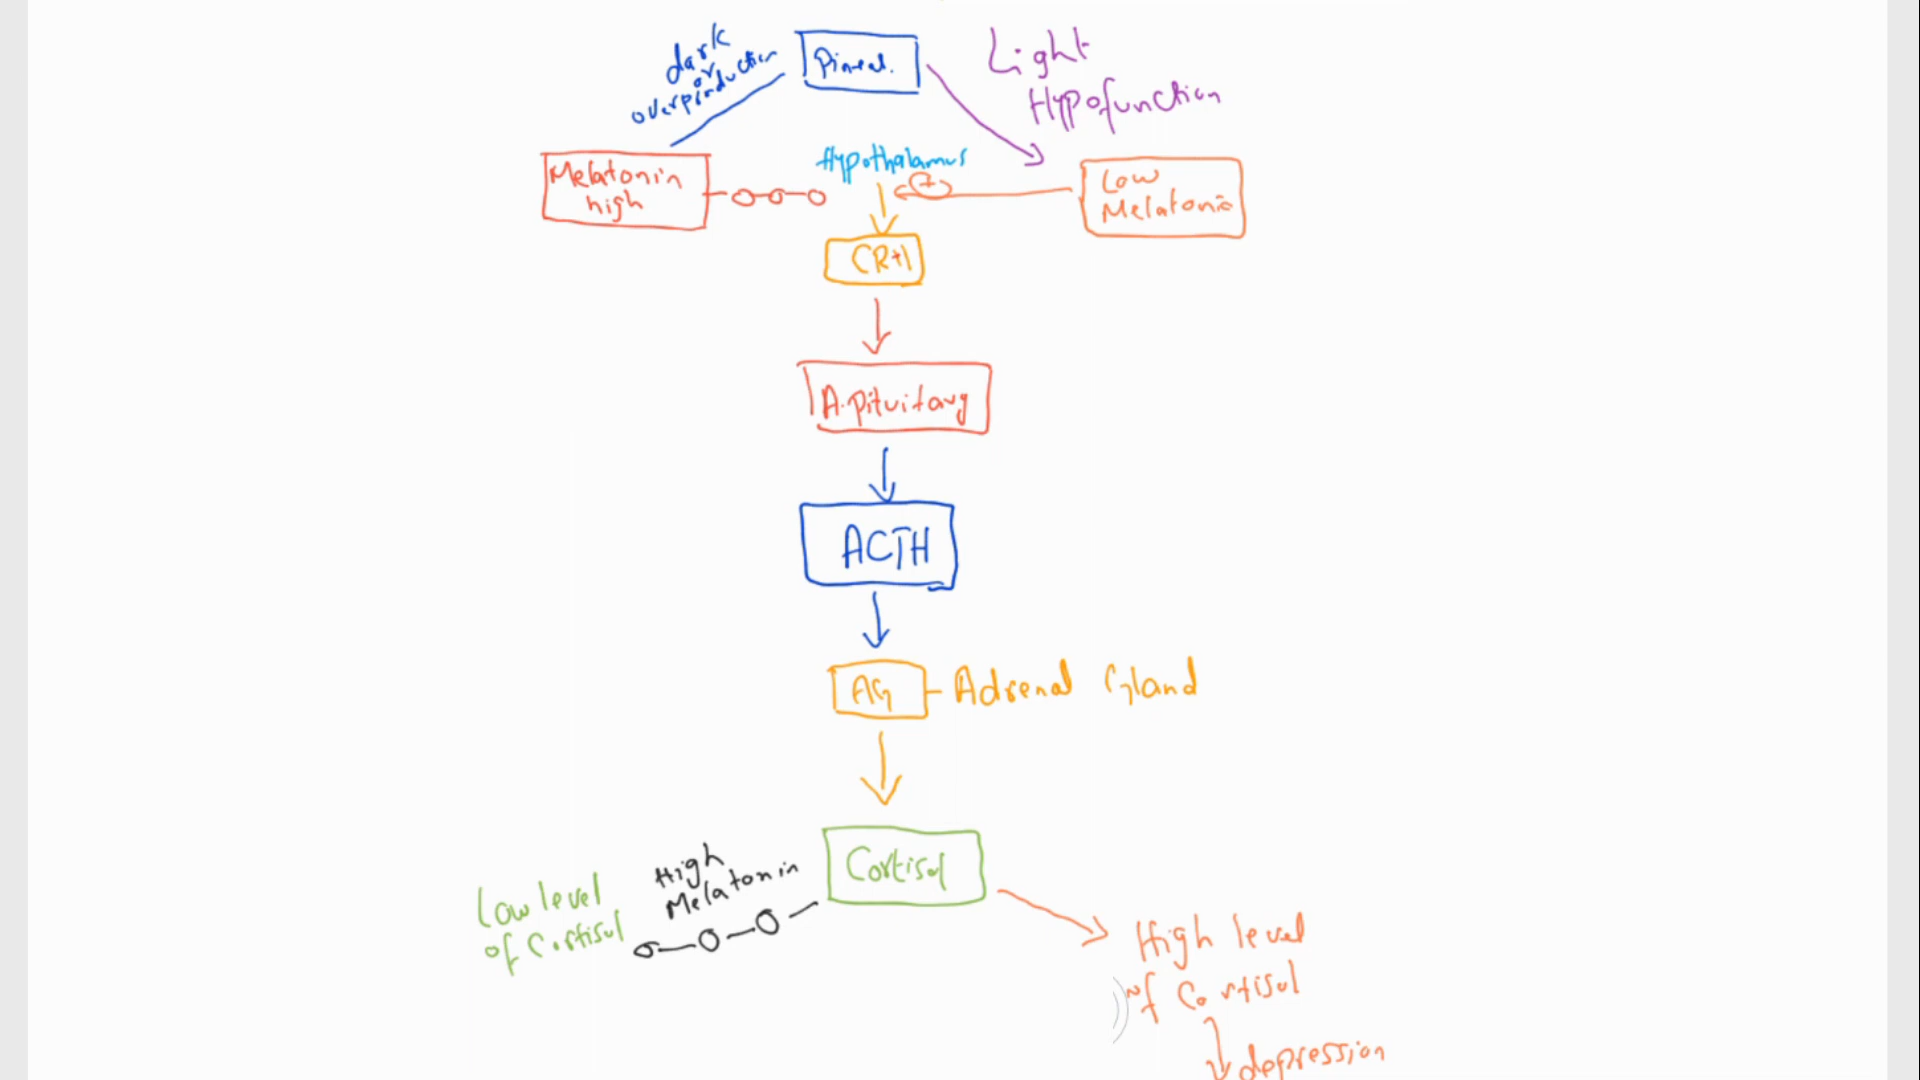 dark
or
overproduction
Pineal.
Light
Hypofunction
Melatonin
high
Hypothalamus
+
Low
Melatonin
CRH
A.pituitary
ACTH
AG - Adrenal Gland
Cortisol
High
Melatonin
Low level
of Cortisol
High level
of Cortisol
depression